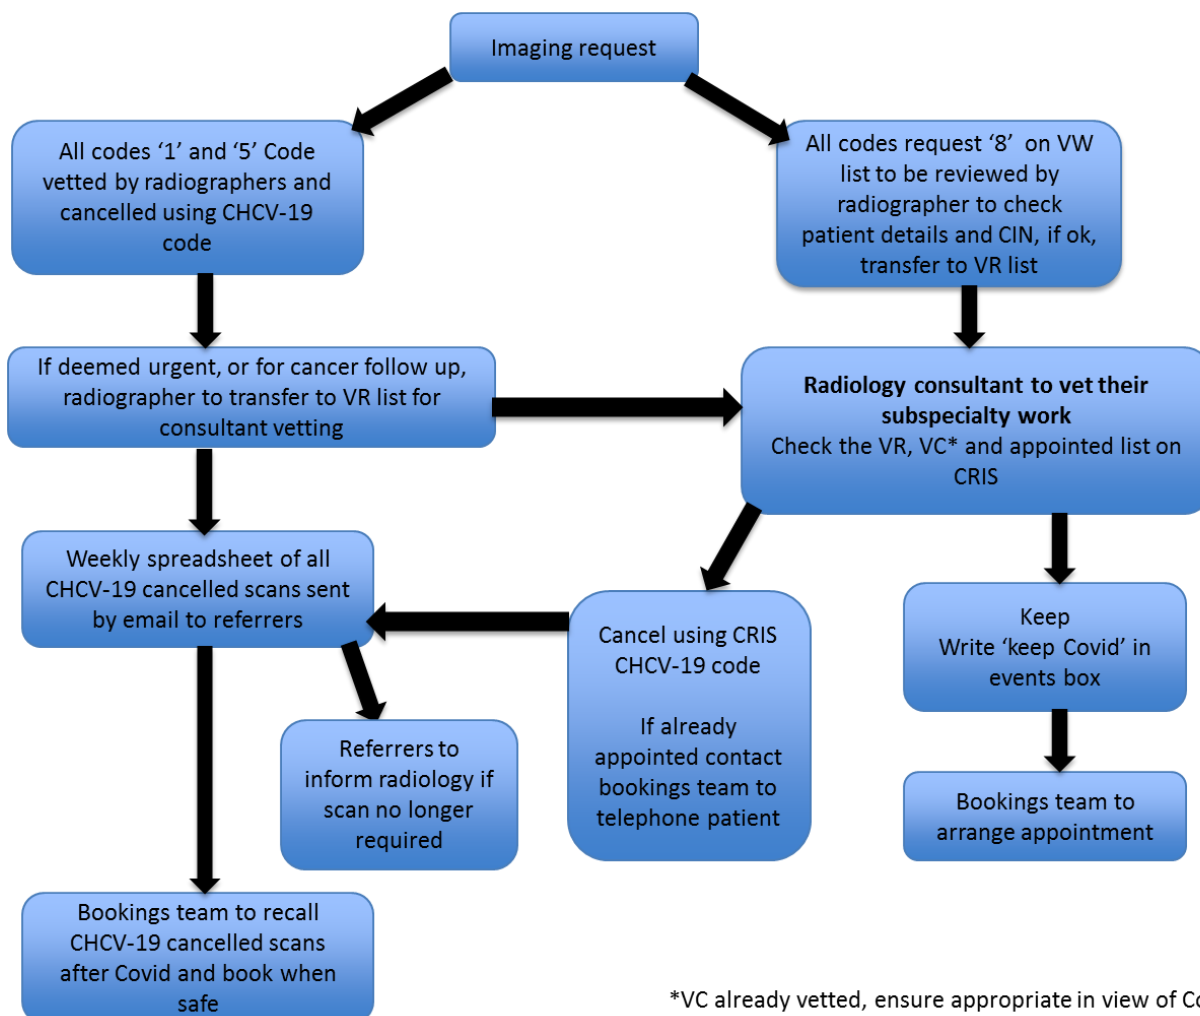 Imaging request
All codes ‘1’ and ‘5’ Code
vetted by radiographers and
cancelled using CHCV-19
code
All codes request ‘8’ on VW
list to be reviewed by
radiographer to check
patient details and CIN, if ok,
transfer to VR list
If deemed urgent, or for cancer follow up,
radiographer to transfer to VR list for
consultant vetting
Radiology consultant to vet their
subspecialty work
Check the VR, VC* and appointed list on
CRIS
Weekly spreadsheet of all
CHCV-19 cancelled scans sent
by email to referrers
Cancel using CRIS
CHCV-19 code
If already
appointed contact
bookings team to
telephone patient
Keep
Write ‘keep Covid’ in
events box
Referrers to
inform radiology if
scan no longer
required
Bookings team to
arrange appointment
Bookings team to recall
CHCV-19 cancelled scans
after Covid and book when
safe
*VC already vetted, ensure appropriate in view of